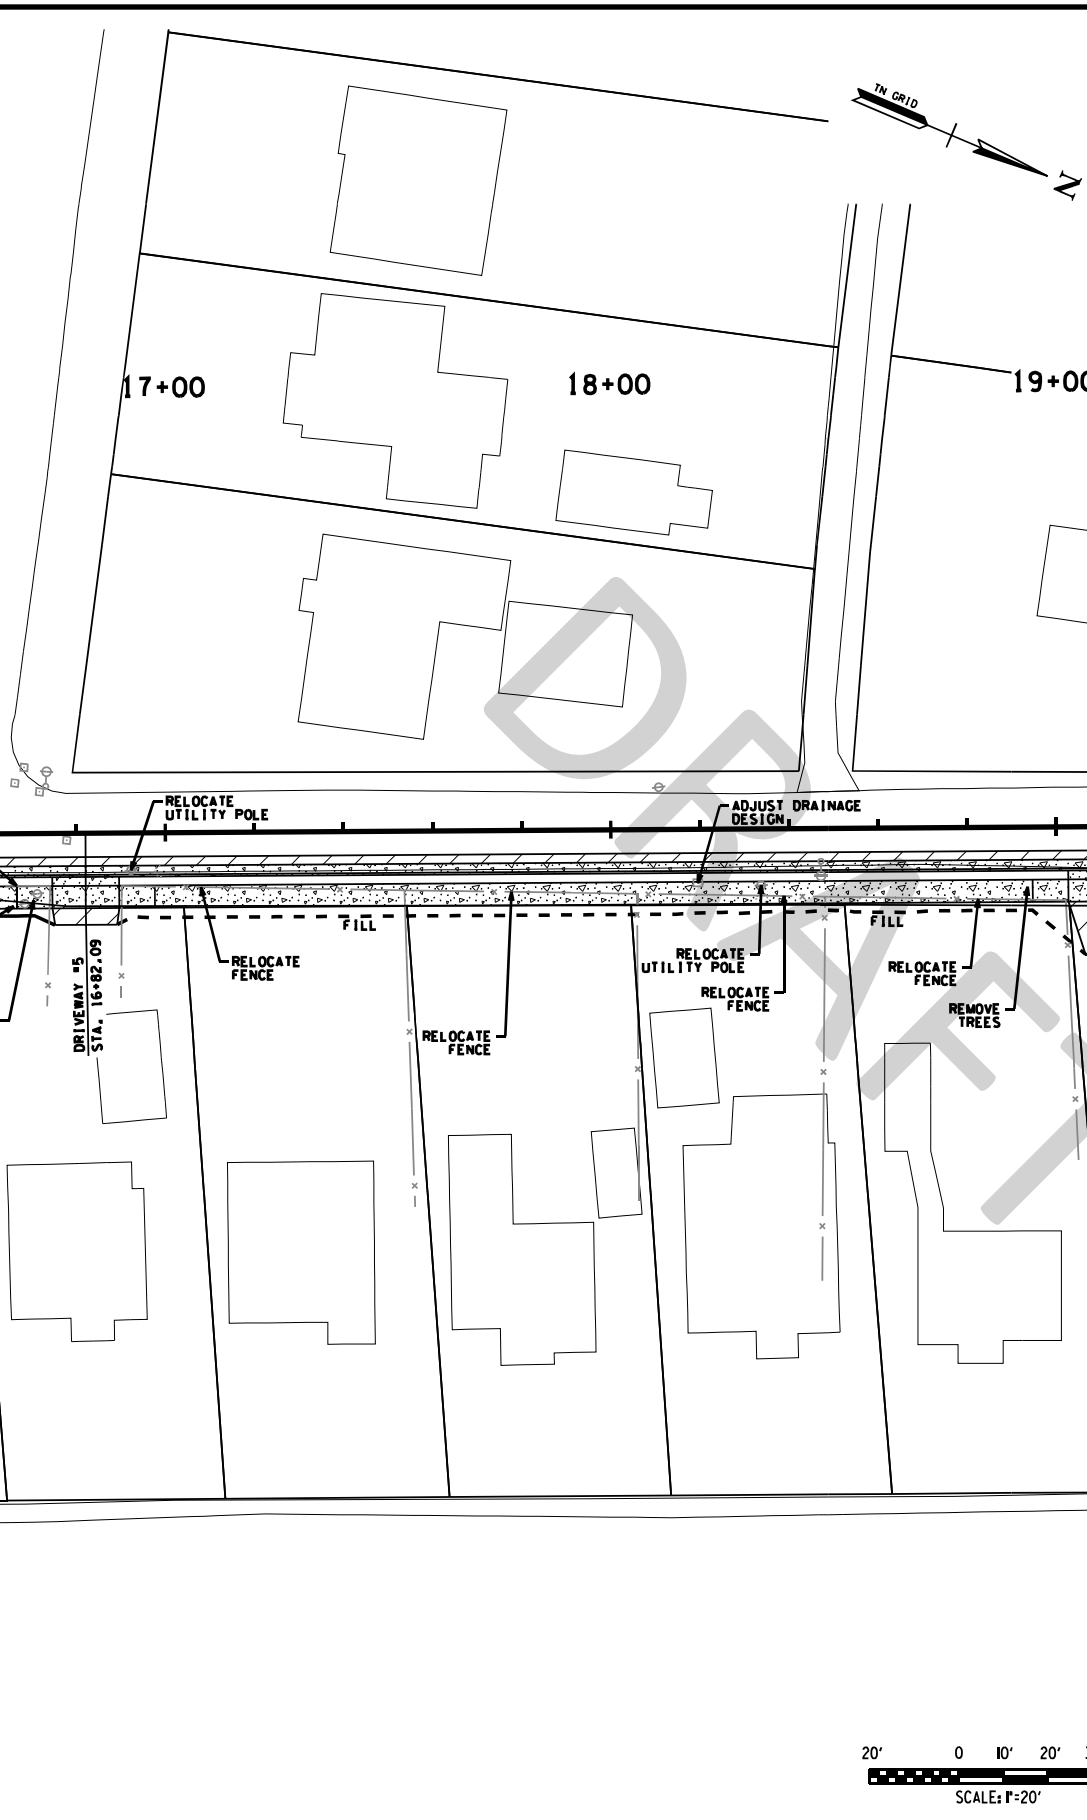 TN GRID
N
17+00
18+00
19+00
DRAFT
RELOCATE
UTILITY POLE
ADJUST DRAINAGE
DESIGN
FILL
FILL
DRIVEWAY #5
STA. 16+82.09
RELOCATE
FENCE
RELOCATE
UTILITY POLE
RELOCATE
FENCE
RELOCATE
FENCE
REMOVE
TREES
RELOCATE
FENCE
20' 0 10' 20'
SCALE: 1"=20'